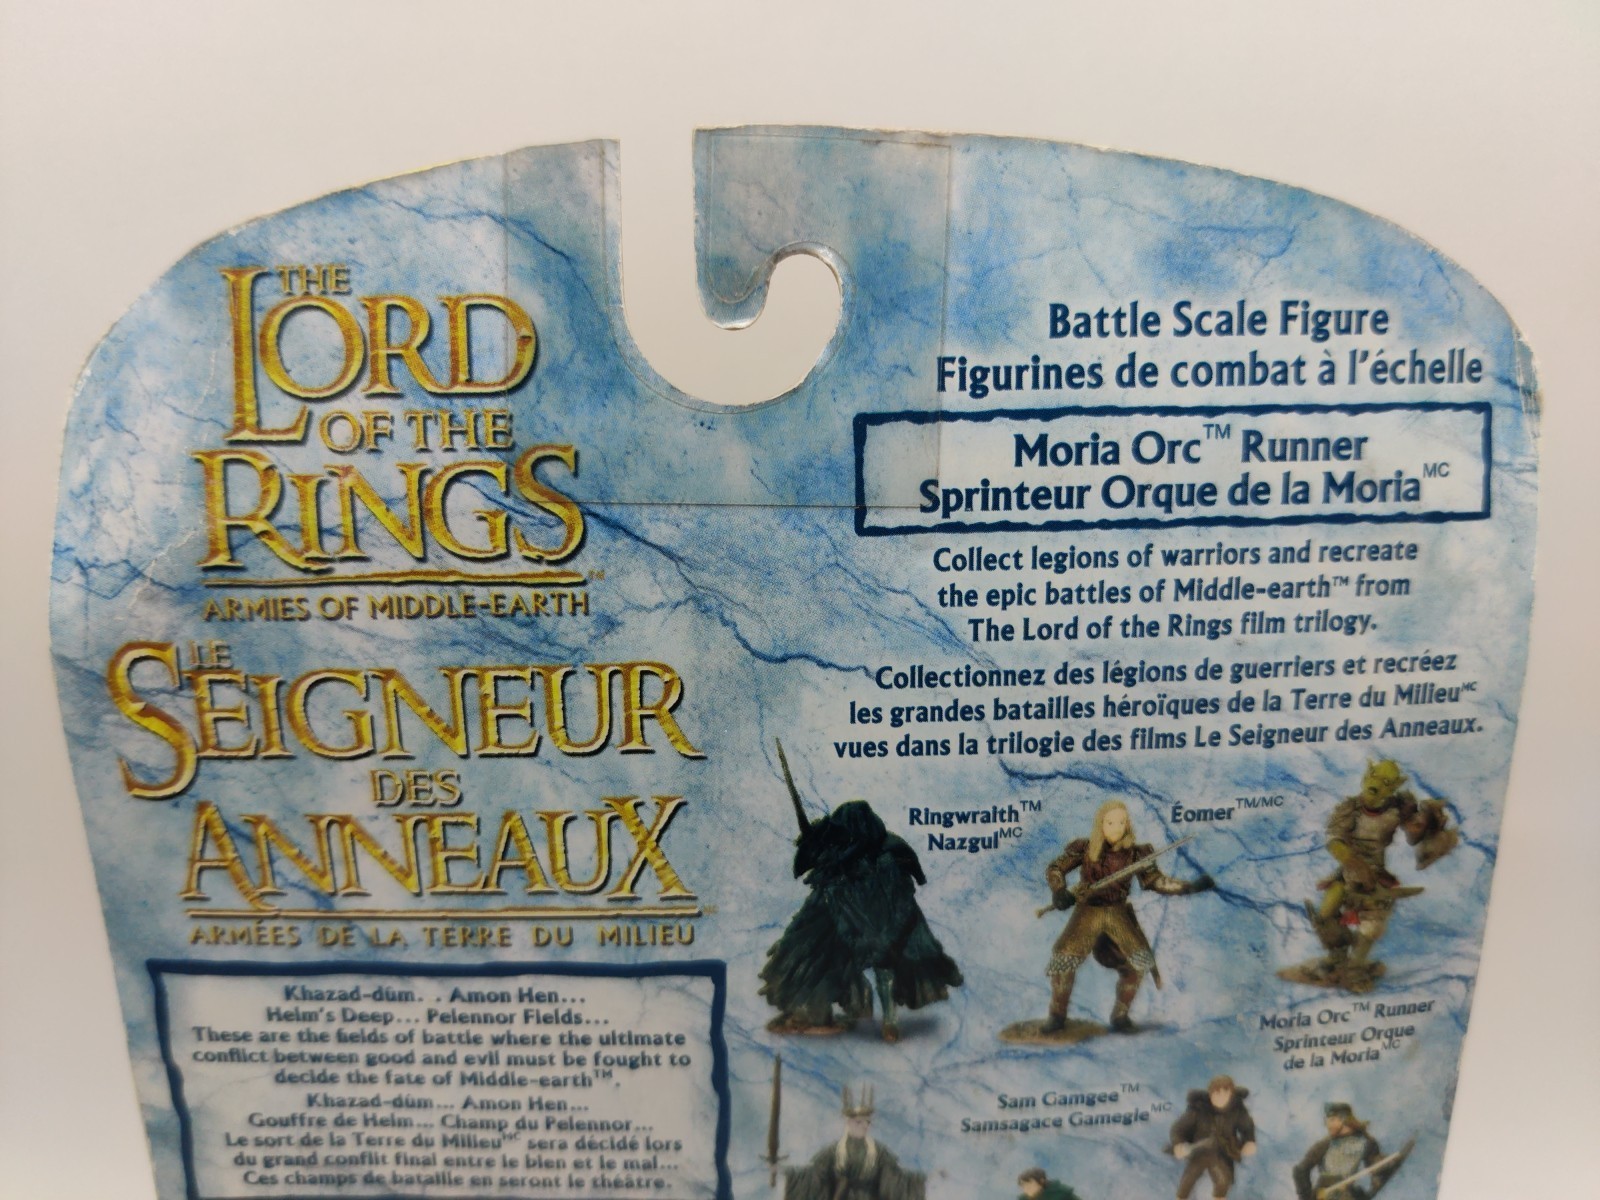 THE
LORD
OF THE
RINGS™
ARMIES OF MIDDLE-EARTH
LE
SEIGNEUR
DES
ANNEAUX
ARMÉES DE LA TERRE DU MILIEU
Khazad-dûm. . Amon Hen...
Helm's Deep... Pelennor Fields...
These are the fields of battle where the ultimate
conflict between good and evil must be fought to
decide the fate of Middle-earth™.
Khazad-dûm... Amon Hen...
Gouffre de Helm... Champ du Pelennor...
Le sort de la Terre du Milieu MC sera décidé lors
du grand conflit final entre le bien et le mal...
Ces champs de bataille en seront le théâtre.
Battle Scale Figure
Figurines de combat à l'échelle
Moria Orc™ Runner
Sprinteur Orque de la Moria MC
Collect legions of warriors and recreate
the epic battles of Middle-earth™ from
The Lord of the Rings film trilogy.
Collectionnez des légions de guerriers et recréez
les grandes batailles héroïques de la Terre du Milieu MC
vues dans la trilogie des films Le Seigneur des Anneaux.
Ringwraith™
Nazgul MC
Éomer TM/MC
Moria Orc™ Runner
Sprinteur Orque
de la Moria MC
Sam Gamgee™
Samsagace Gamegie MC